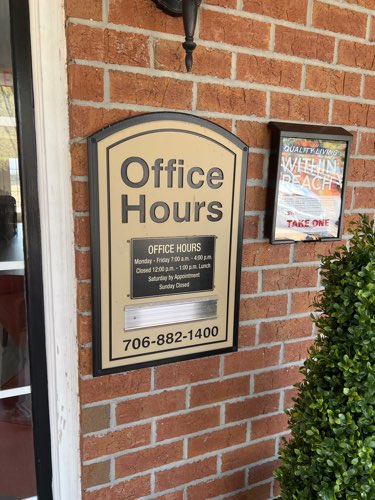 Office
Hours
OFFICE HOURS
Monday - Friday 7:00 a.m. - 4:00 p.m.
Closed 12:00 p.m. - 1:00 p.m. Lunch
Saturday by Appointment
Sunday Closed
706-882-1400
QUALITY LIVING
WITHIN
REACH
TAKE ONE